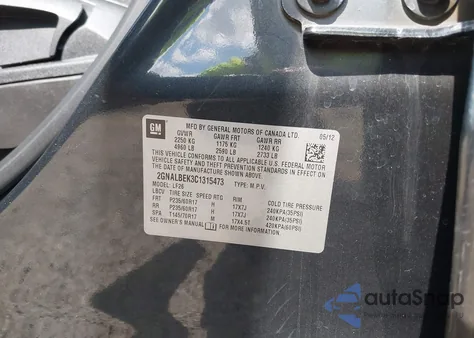 GM
MFD BY GENERAL MOTORS OF CANADA LTD.
05/12
GVWR GAWR FRT GAWR RR
2250 KG 1175 KG 1240 KG
4960 LB 2590 LB 2733 LB
THIS VEHICLE CONFORMS TO ALL APPLICABLE U.S. FEDERAL MOTOR
VEHICLE SAFETY AND THEFT PREVENTION STANDARDS IN EFFECT ON
THE DATE OF MANUFACTURE SHOWN ABOVE.
2GNALBEK3C1315473 TYPE: M.P.V.
MODEL: LF26
LBCV TIRE SIZE SPEED RTG RIM COLD TIRE PRESSURE
FRT P235/60R17 H 17X7J 240KPA(35PSI)
RR P235/60R17 H 17X7J 240KPA(35PSI)
SPA T145/70R17 M 17X4 ST 420KPA(60PSI)
SEE OWNER'S MANUAL FOR MORE INFORMATION.
autoSnap